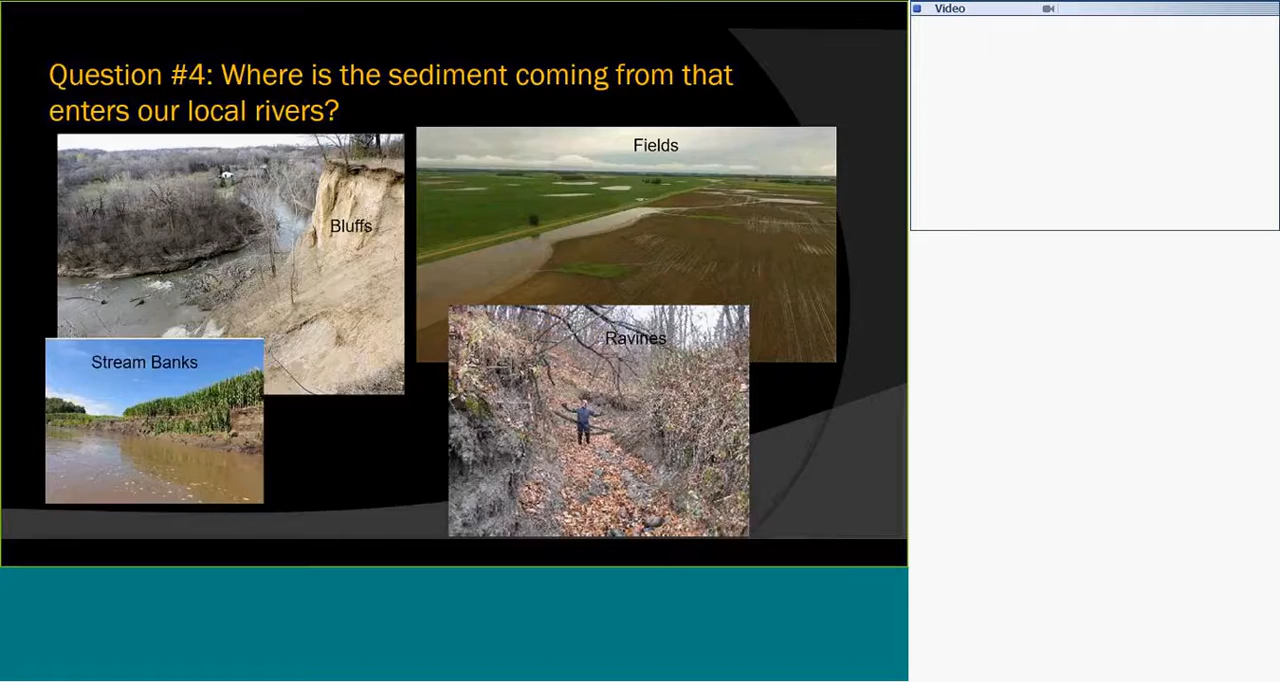 Video
Question #4: Where is the sediment coming from that
enters our local rivers?
Fields
Bluffs
Ravines
Stream Banks